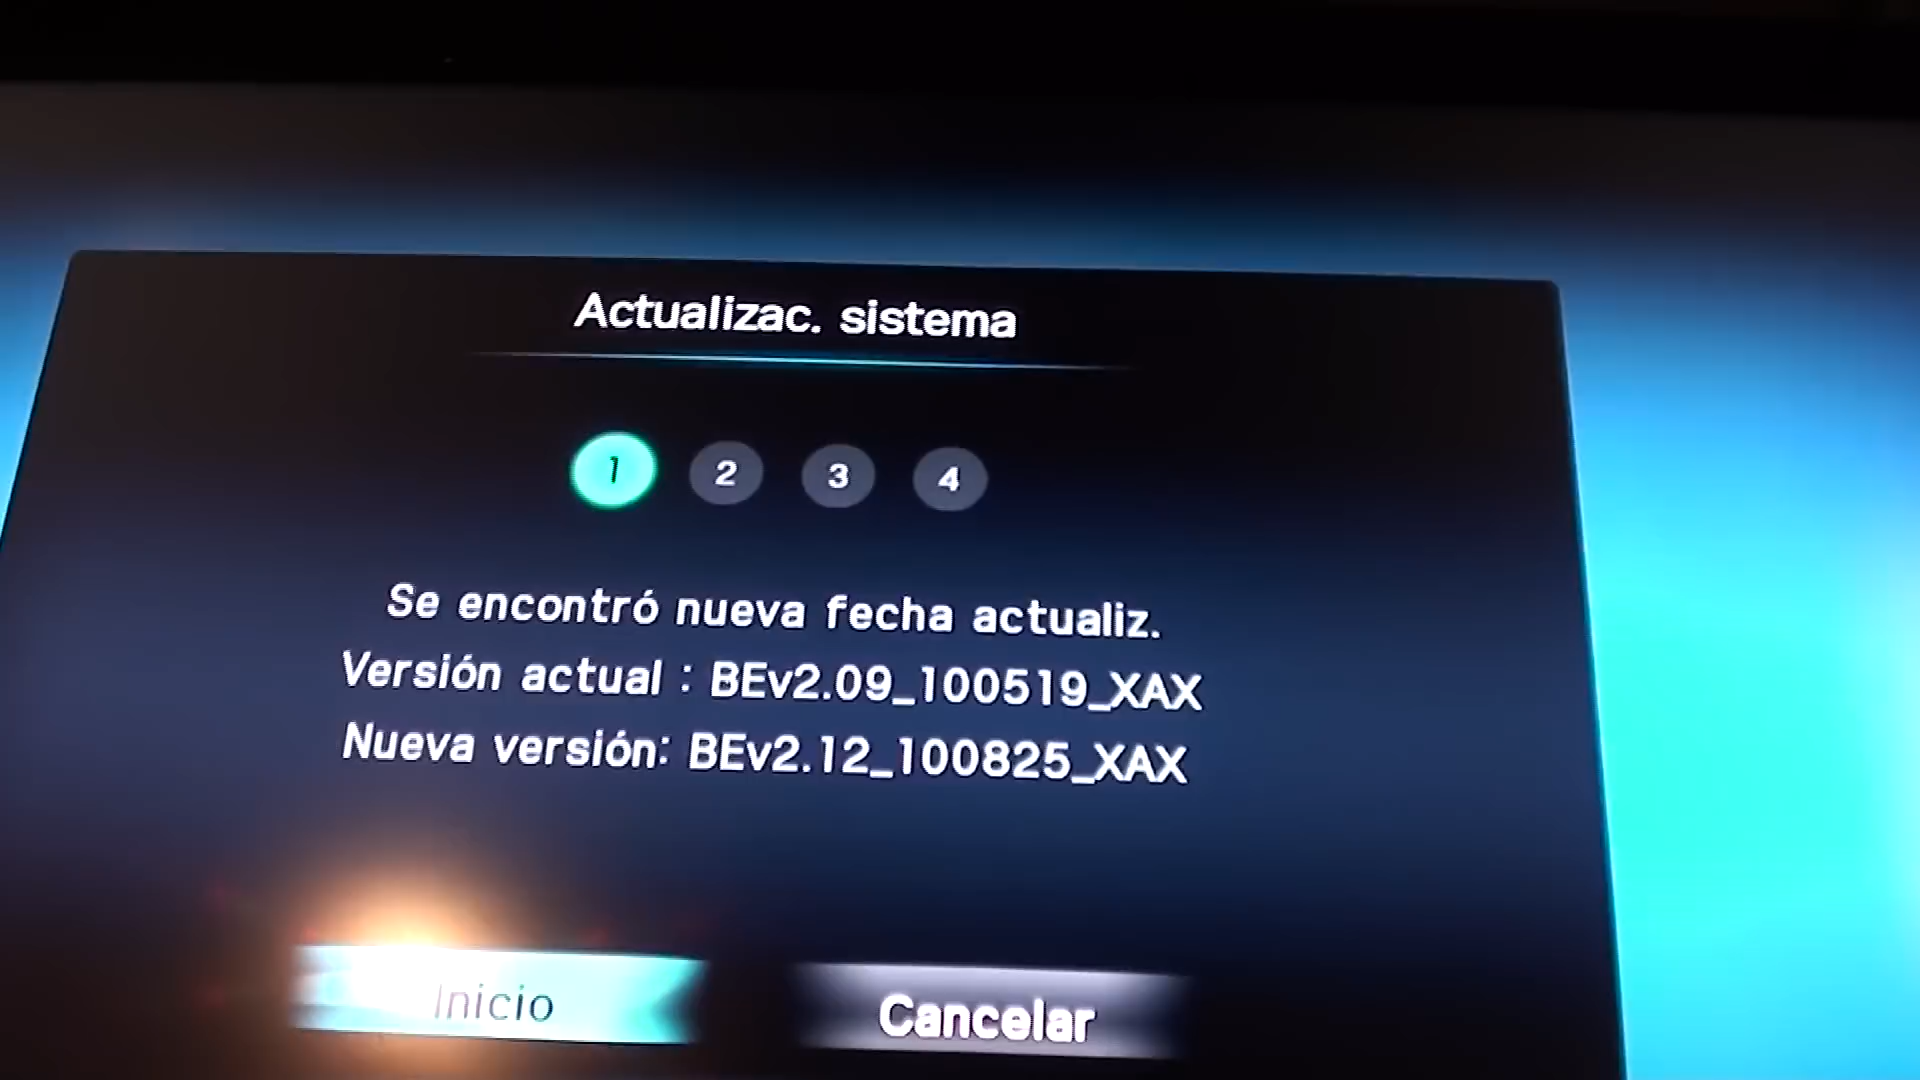 Actualizac. sistema
1 2 3 4
Se encontró nueva fecha actualiz.
Versión actual : BEv2.09_100519_XAX
Nueva versión: BEv2.12_100825_XAX
Inicio Cancelar